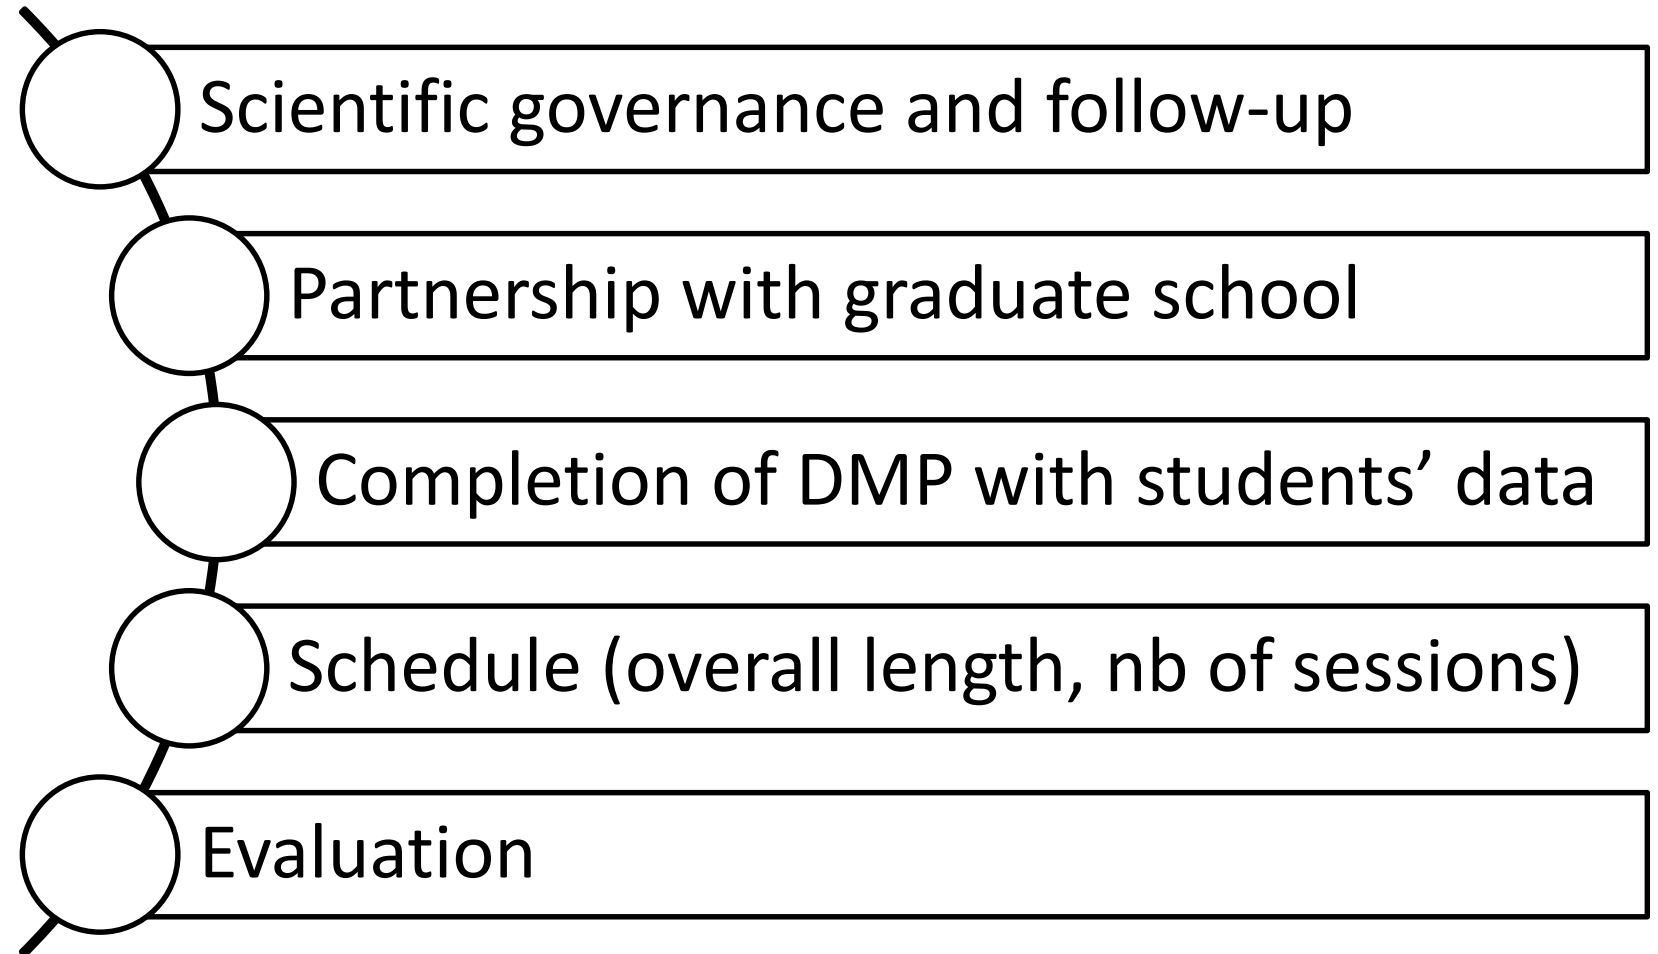 Scientific governance and follow-up
Partnership with graduate school
Completion of DMP with students’ data
Schedule (overall length, nb of sessions)
Evaluation